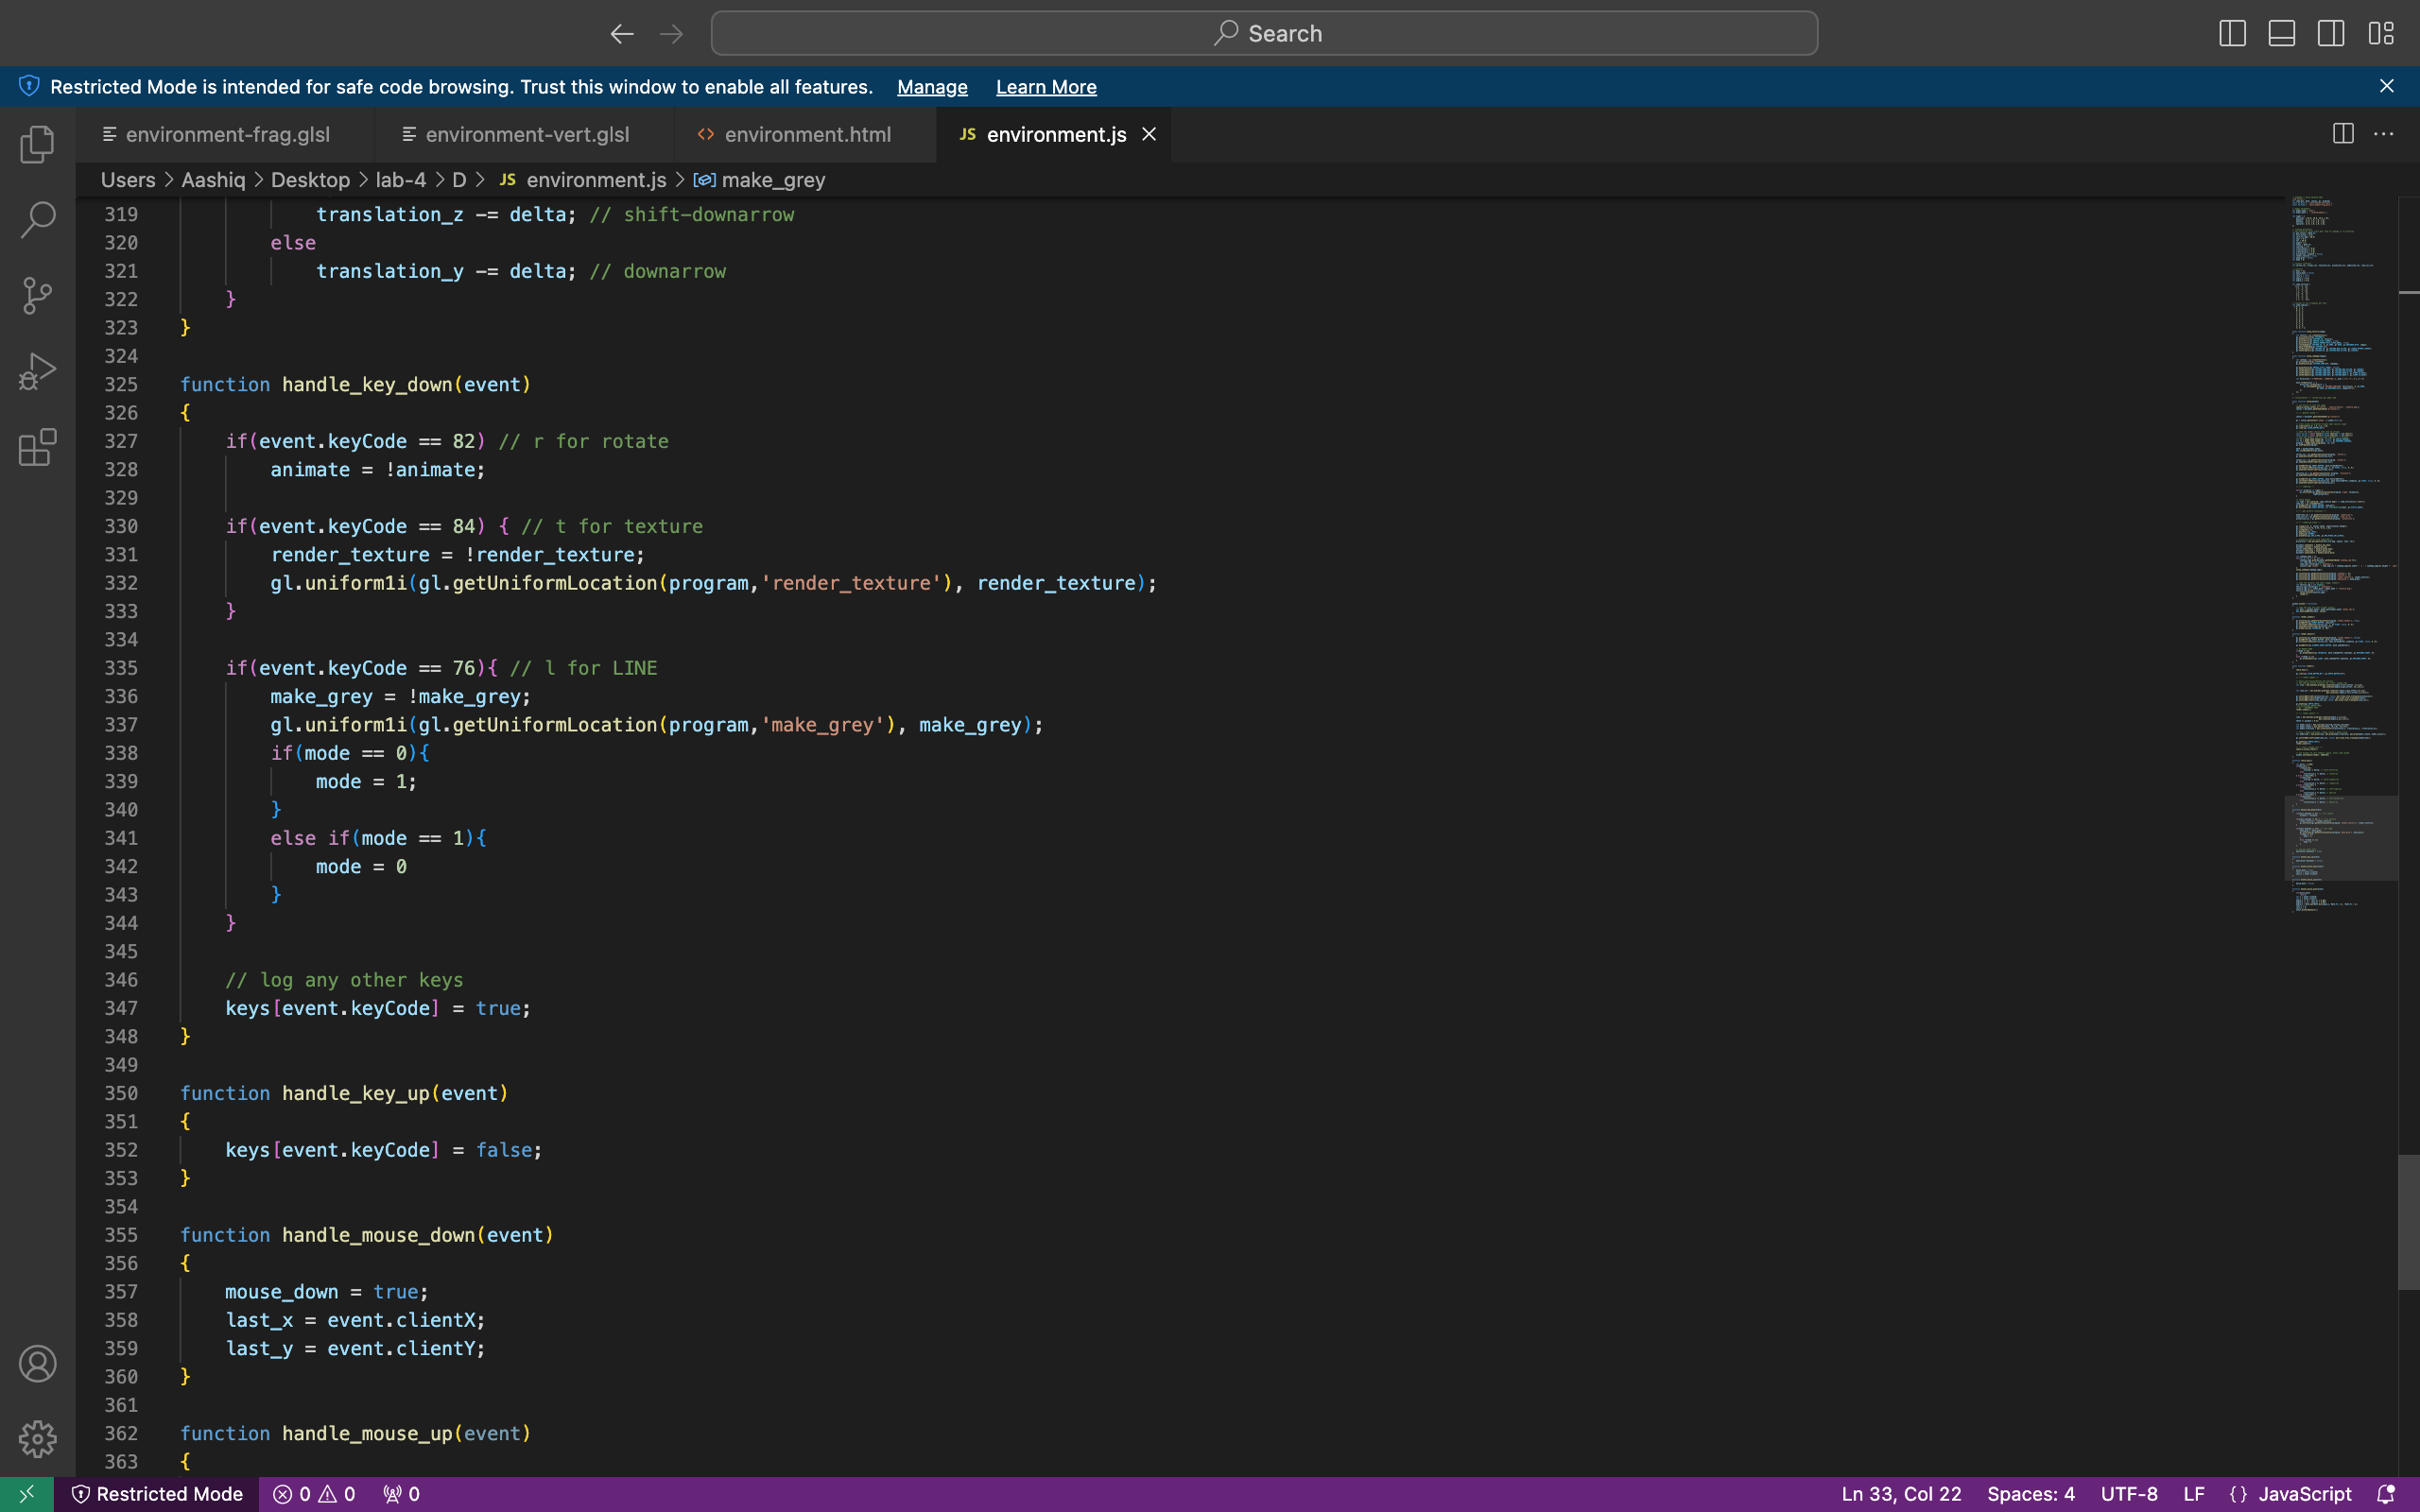 Search
Restricted Mode is intended for safe code browsing. Trust this window to enable all features. Manage Learn More
environment-frag.glsl environment-vert.glsl <> environment.html JS environment.js
Users > Aashiq > Desktop > lab-4 > D > JS environment.js > make_grey
319 translation_z -= delta; // shift-downarrow
320 else
321 translation_y -= delta; // downarrow
322 }
323 }
324
325 function handle_key_down(event)
326 {
327 if(event.keyCode == 82) // r for rotate
328 animate = !animate;
329
330 if(event.keyCode == 84) { // t for texture
331 render_texture = !render_texture;
332 gl.uniform1i(gl.getUniformLocation(program,'render_texture'), render_texture);
333 }
334
335 if(event.keyCode == 76){ // l for LINE
336 make_grey = !make_grey;
337 gl.uniform1i(gl.getUniformLocation(program,'make_grey'), make_grey);
338 if(mode == 0){
339 mode = 1;
340 }
341 else if(mode == 1){
342 mode = 0
343 }
344 }
345
346 // log any other keys
347 keys[event.keyCode] = true;
348 }
349
350 function handle_key_up(event)
351 {
352 keys[event.keyCode] = false;
353 }
354
355 function handle_mouse_down(event)
356 {
357 mouse_down = true;
358 last_x = event.clientX;
359 last_y = event.clientY;
360 }
361
362 function handle_mouse_up(event)
363 {
Restricted Mode 0 0 0 Ln 33, Col 22 Spaces: 4 UTF-8 LF {} JavaScript